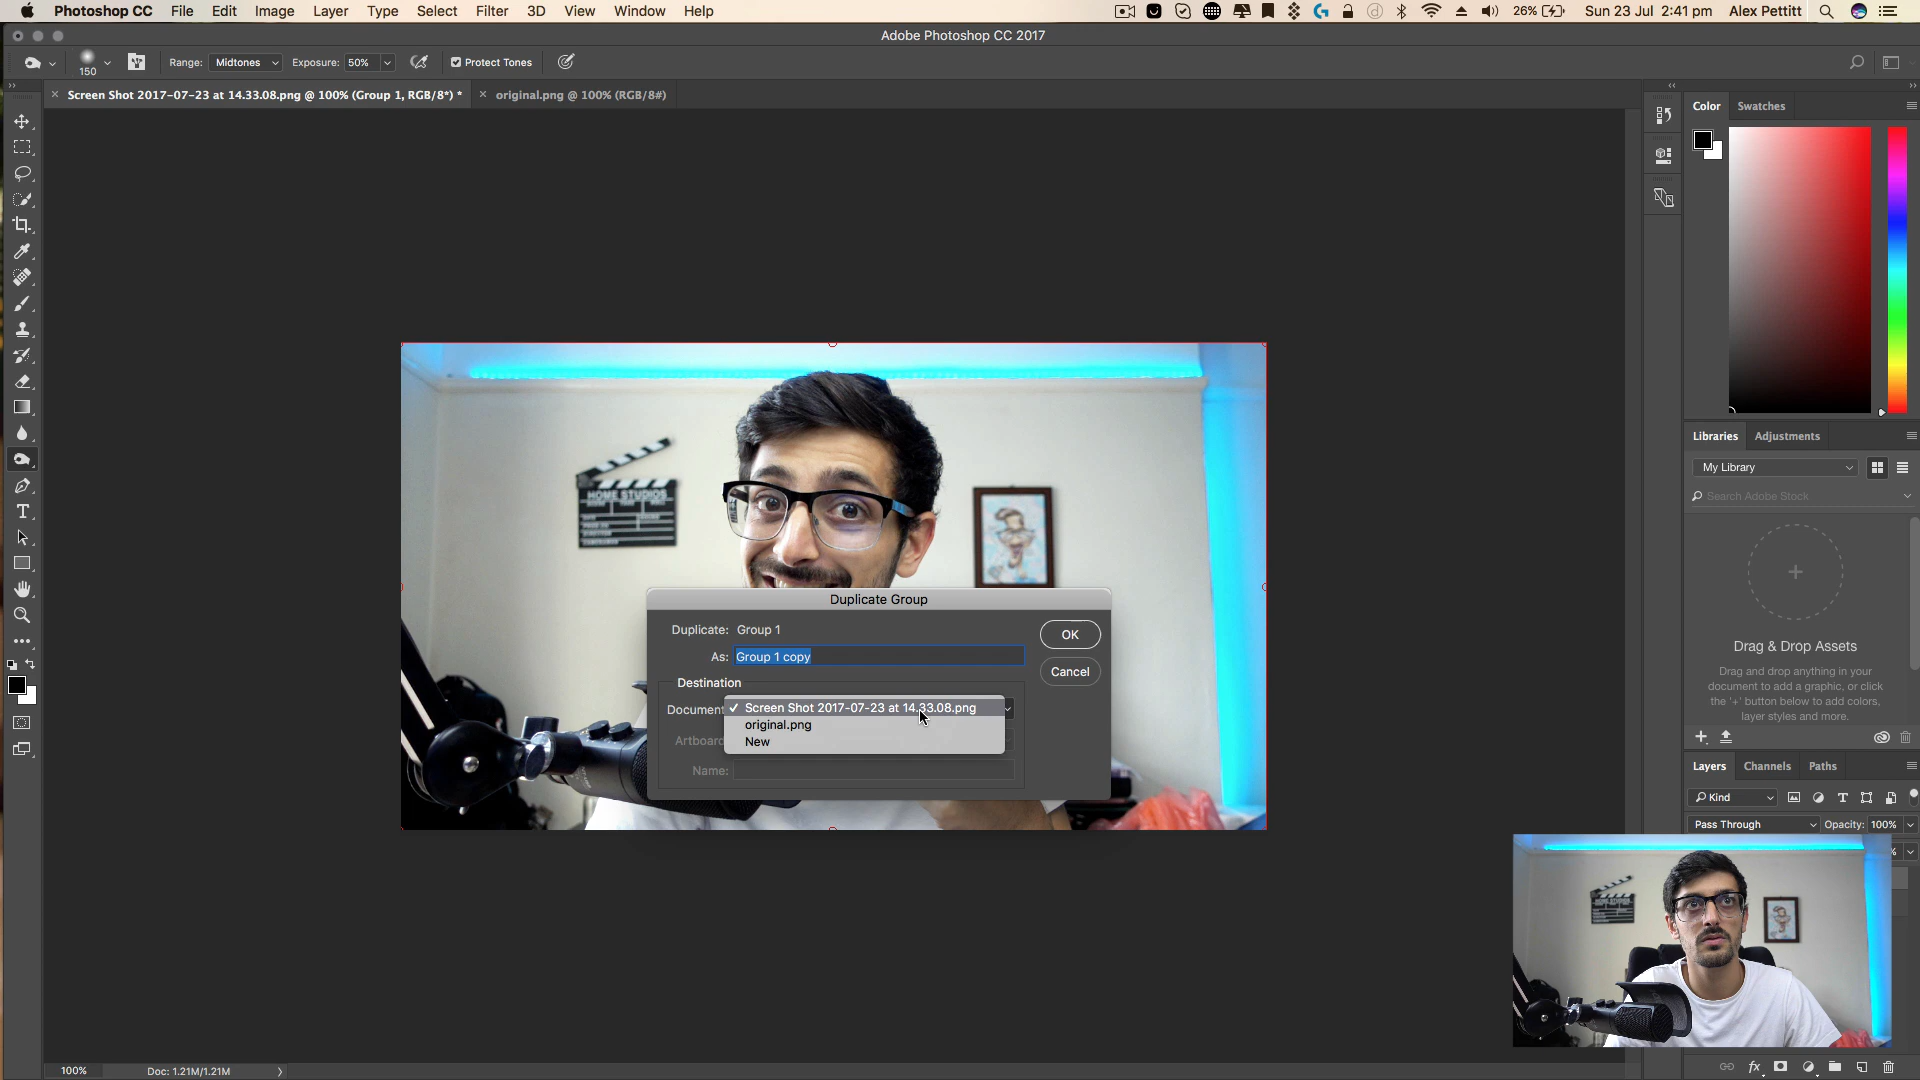 Photoshop CC File Edit Image Layer Type Select Filter 3D View Window Help 26% Sun 23 Jul 2:41 pm Alex Pettitt
Adobe Photoshop CC 2017
150 Range: Midtones Exposure: 50% Protect Tones
Screen Shot 2017-07-23 at 14.33.08.png @ 100% (Group 1, RGB/8*) * original.png @ 100% (RGB/8#)
Color Swatches
Libraries Adjustments
My Library
Search Adobe Stock
HOME STUDIOS
Duplicate Group
Duplicate: Group 1
OK
As: Group 1 copy
Cancel
Destination
Document Screen Shot 2017-07-23 at 14.33.08.png
original.png
Artboard
New
Name:
Drag & Drop Assets
Drag and drop anything in your
document to add a graphic, or click
the '+' button below to add colors,
layer styles and more.
Layers Channels Paths
Kind
Pass Through Opacity: 100%
100% Doc: 1.21M/1.21M